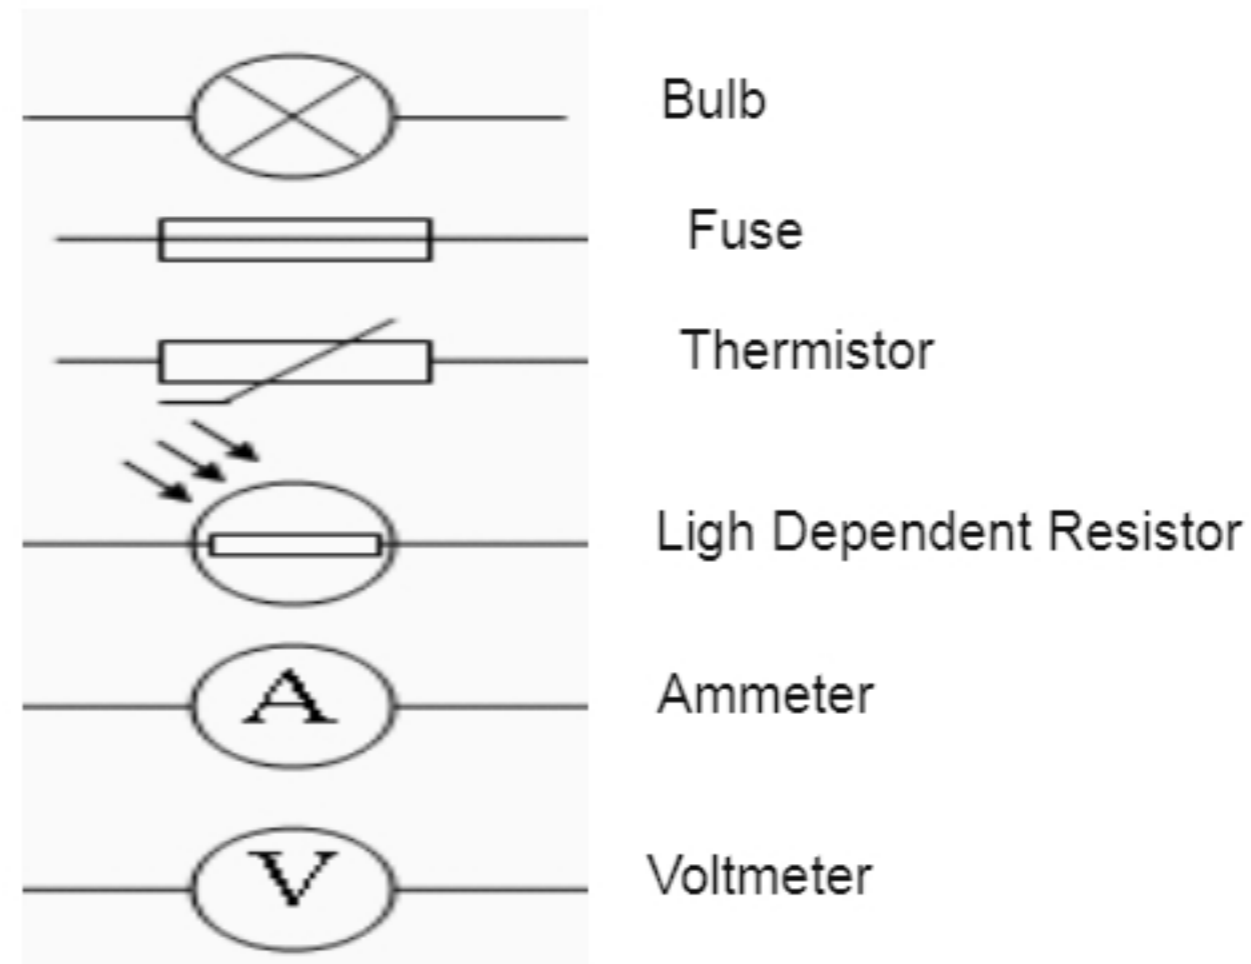 Bulb
Fuse
Thermistor
Ligh Dependent Resistor
A
Ammeter
V
Voltmeter